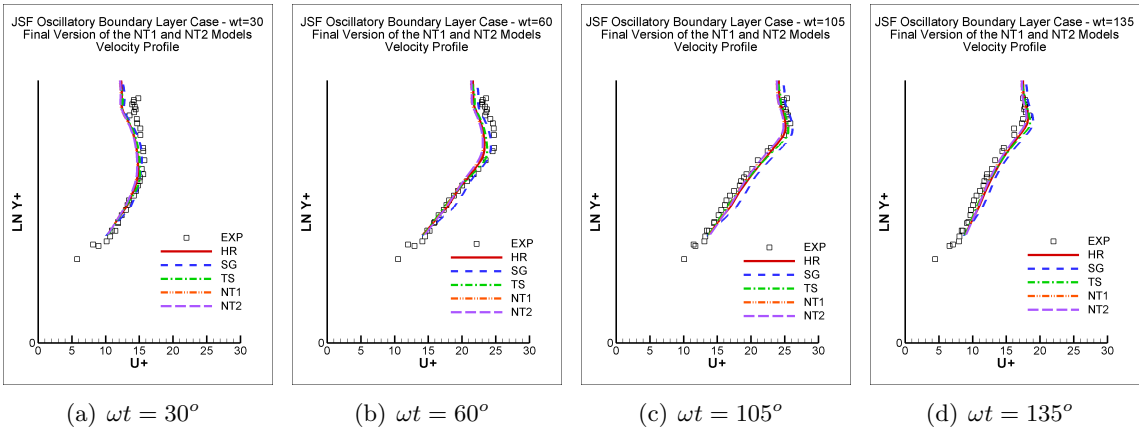 JSF Oscillatory Boundary Layer Case - wt=30
Final Version of the NT1 and NT2 Models
Velocity Profile
LN Y+
EXP
HR
SG
TS
NT1
NT2
0
0 5 10 15 20 25 30
U+
(a) ωt = 30°
JSF Oscillatory Boundary Layer Case - wt=60
Final Version of the NT1 and NT2 Models
Velocity Profile
LN Y+
EXP
HR
SG
TS
NT1
NT2
0
0 5 10 15 20 25 30
U+
(b) ωt = 60°
JSF Oscillatory Boundary Layer Case - wt=105
Final Version of the NT1 and NT2 Models
Velocity Profile
LN Y+
EXP
HR
SG
TS
NT1
NT2
0
0 5 10 15 20 25 30
U+
(c) ωt = 105°
JSF Oscillatory Boundary Layer Case - wt=135
Final Version of the NT1 and NT2 Models
Velocity Profile
LN Y+
EXP
HR
SG
TS
NT1
NT2
0
0 5 10 15 20 25 30
U+
(d) ωt = 135°